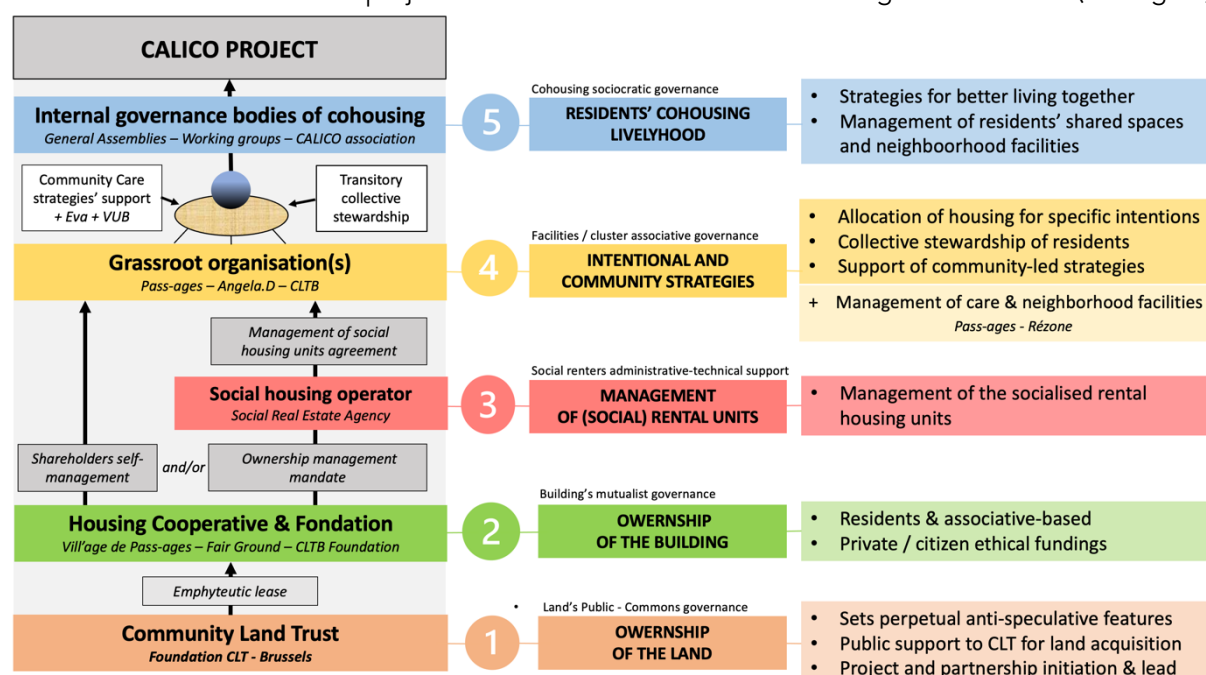 CALICO PROJECT
Internal governance bodies of cohousing
General Assemblies – Working groups – CALICO association
5
Cohousing sociocratic governance
RESIDENTS' COHOUSING
LIVELYHOOD
• Strategies for better living together
• Management of residents' shared spaces
and neighboorhood facilities
Community Care
strategies' support
+ Eva + VUB
Transitory
collective
stewardship
Grassroot organisation(s)
Pass-ages – Angela.D – CLTB
4
Facilities / cluster associative governance
INTENTIONAL AND
COMMUNITY STRATEGIES
• Allocation of housing for specific intentions
• Collective stewardship of residents
• Support of community-led strategies
+ Management of care & neighborhood facilities
Pass-ages - Rézone
Management of social
housing units agreement
Social housing operator
Social Real Estate Agency
3
Social renters administrative-technical support
MANAGEMENT
OF (SOCIAL) RENTAL UNITS
• Management of the socialised rental
housing units
Shareholders self-
management
and/or
Ownership management
mandate
Housing Cooperative & Fondation
Vill'age de Pass-ages – Fair Ground – CLTB Foundation
2
Building's mutualist governance
OWERNSHIP
OF THE BUILDING
• Residents & associative-based
• Private / citizen ethical fundings
Emphyteutic lease
Community Land Trust
Foundation CLT - Brussels
1
• Land's Public - Commons governance
OWERNSHIP
OF THE LAND
• Sets perpetual anti-speculative features
• Public support to CLT for land acquisition
• Project and partnership initiation & lead